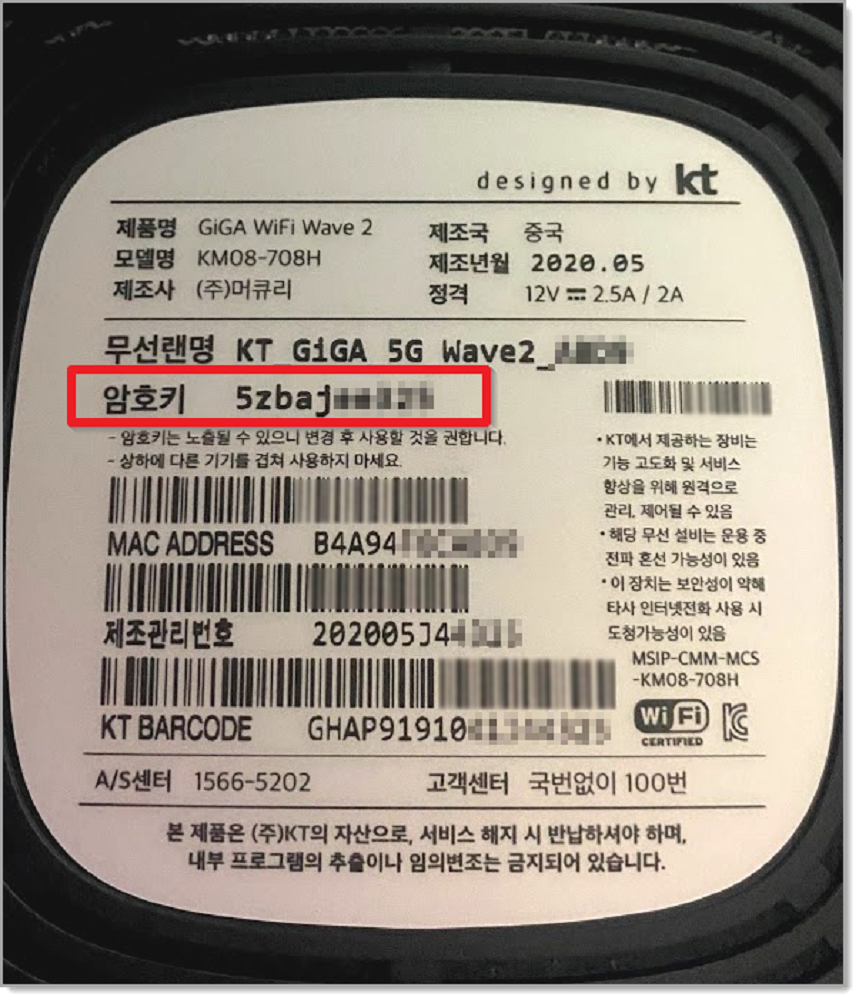 designed by kt
제품명 GiGA WiFi Wave 2 제조국 중국
모델명 KM08-708H 제조년월 2020.05
제조사 (주)머큐리 정격 12V ⎓ 2.5A / 2A
무선랜명 KT_GiGA_5G_Wave2_
암호키 5zbaj
- 암호키는 노출될 수 있으니 변경 후 사용할 것을 권합니다.
- 상하에 다른 기기를 겹쳐 사용하지 마세요.
MAC ADDRESS B4A94
제조관리번호 202005J4
KT BARCODE GHAP91910
• KT에서 제공하는 장비는
기능 고도화 및 서비스
향상을 위해 원격으로
관리, 제어될 수 있음
• 해당 무선 설비는 운용 중
전파 혼선 가능성이 있음
• 이 장치는 보안성이 약해
타사 인터넷전화 사용 시
도청가능성이 있음
MSIP-CMM-MCS
-KM08-708H
Wi Fi
CERTIFIED
A/S센터 1566-5202 고객센터 국번없이 100번
본 제품은 (주)KT의 자산으로, 서비스 해지 시 반납하셔야 하며,
내부 프로그램의 추출이나 임의변조는 금지되어 있습니다.